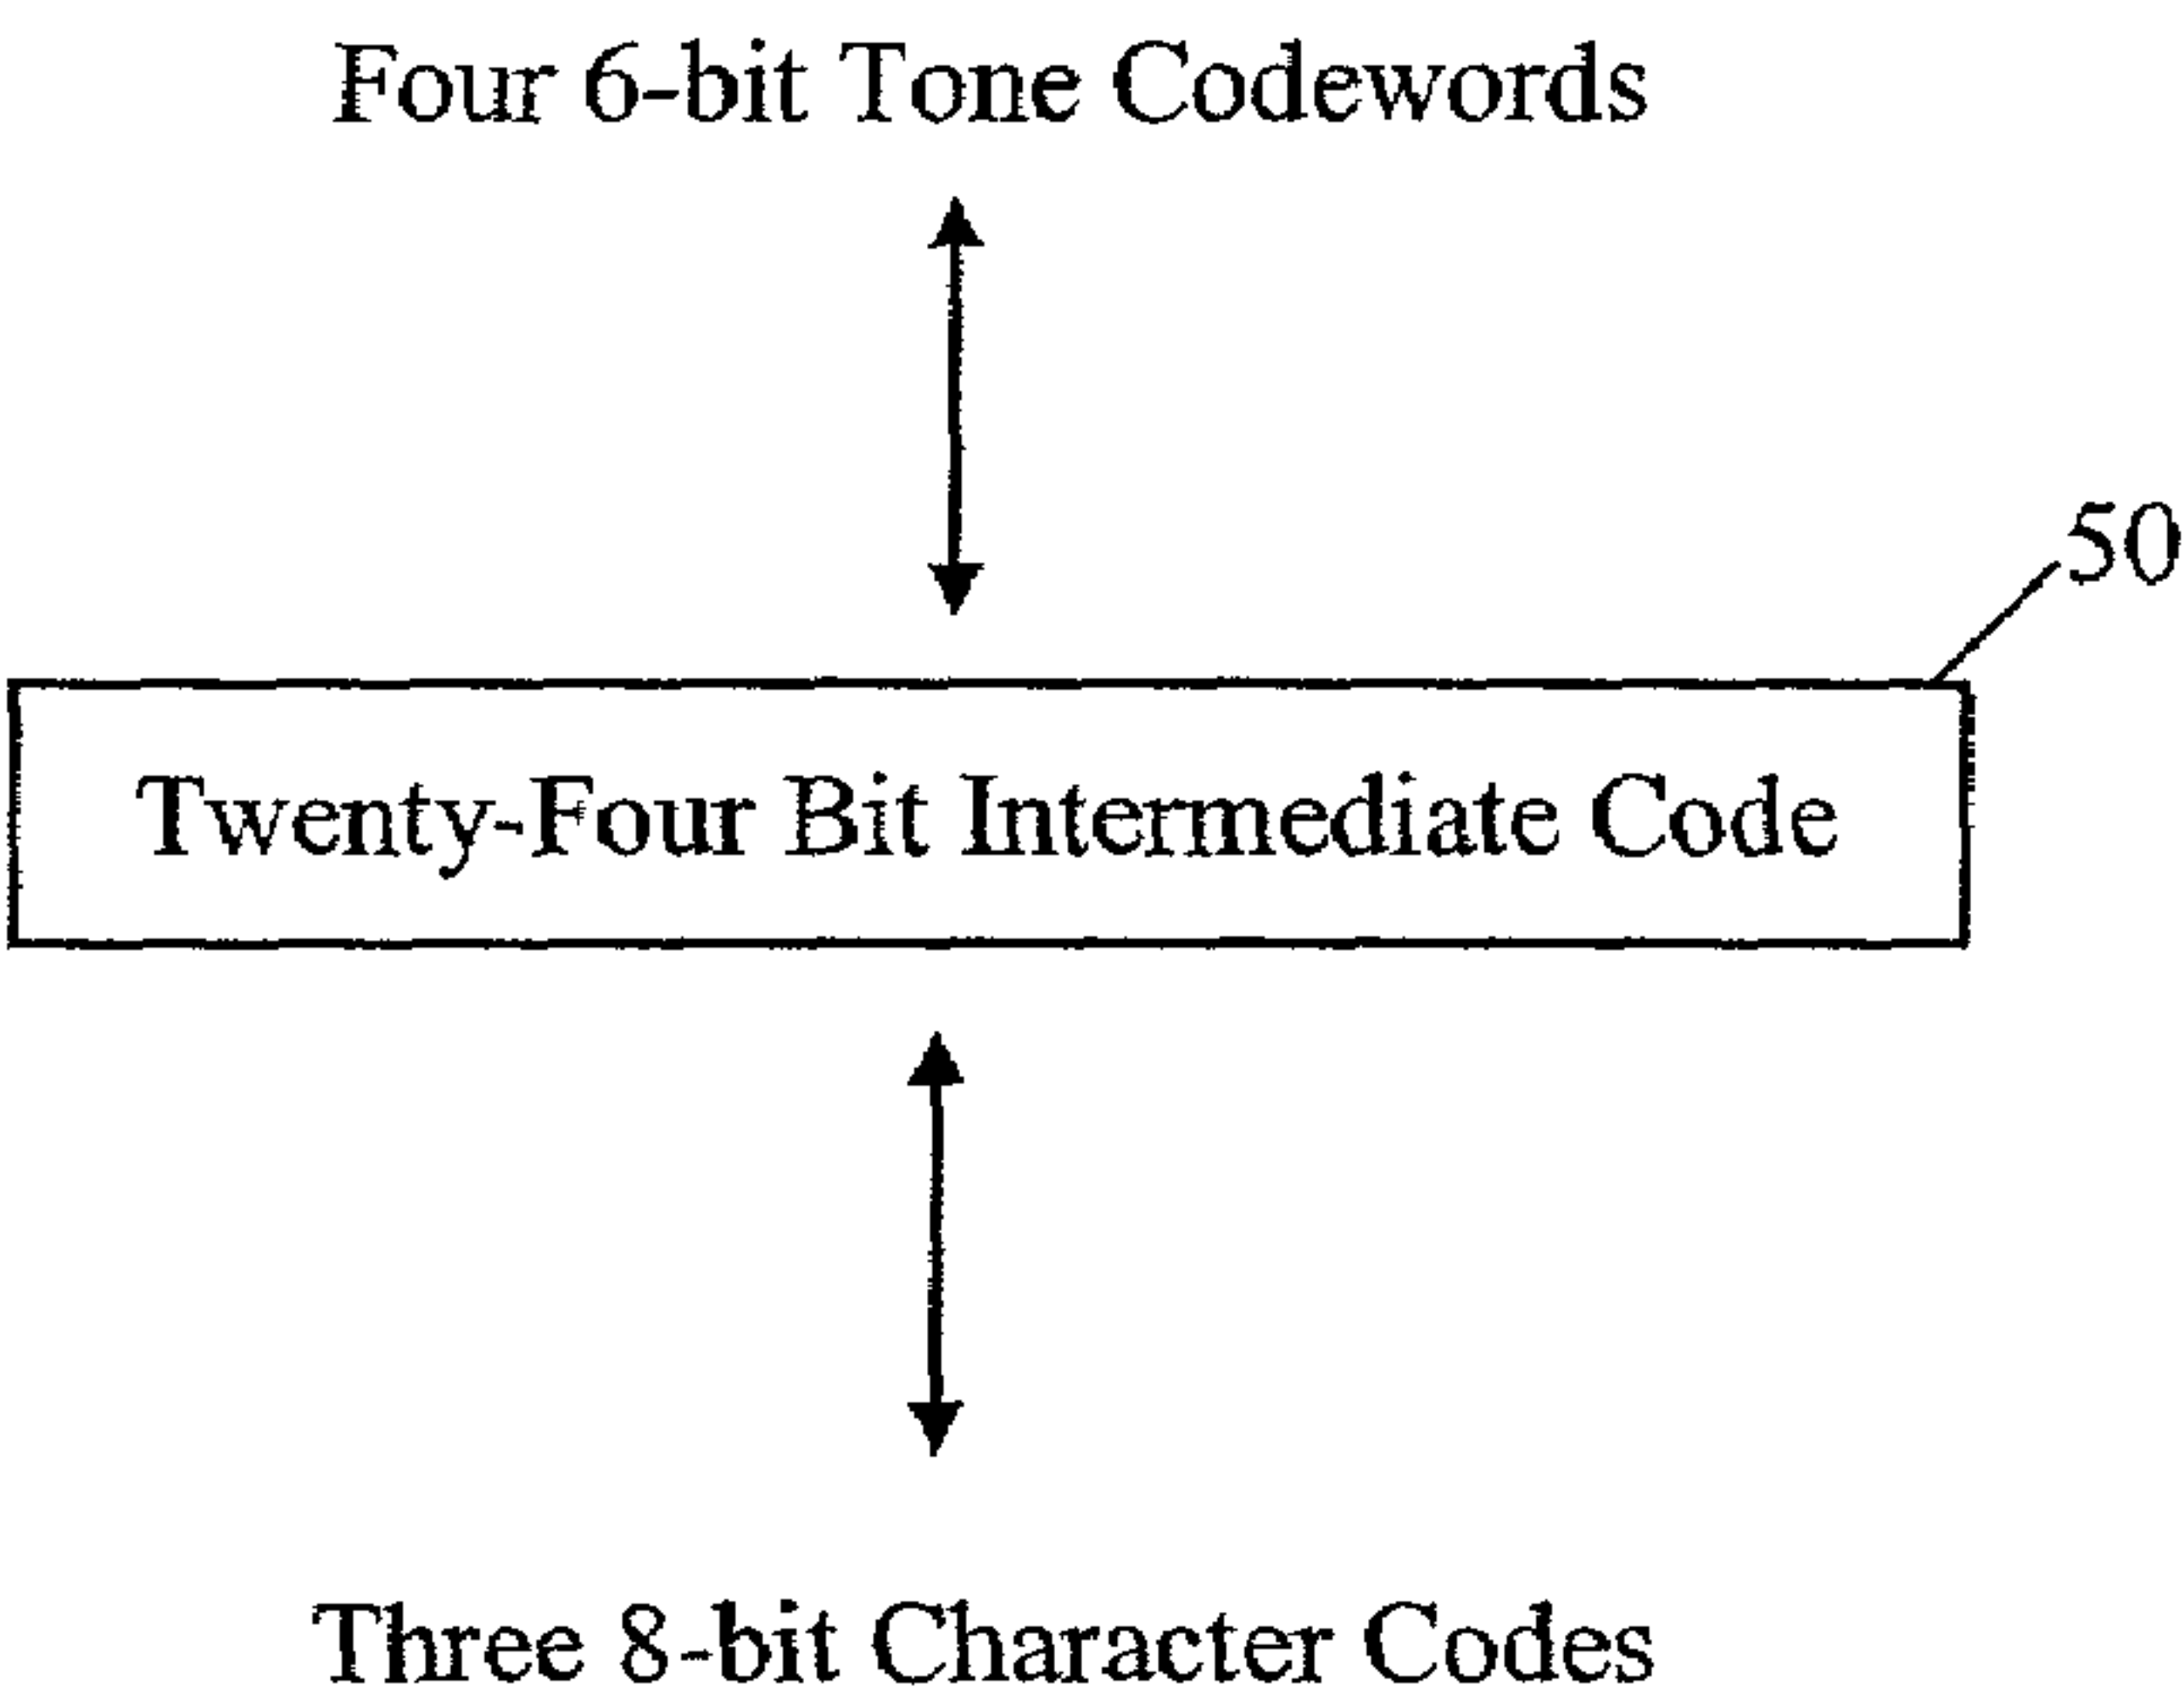 Four 6-bit Tone Codewords
50
Twenty-Four Bit Intermediate Code
Three 8-bit Character Codes